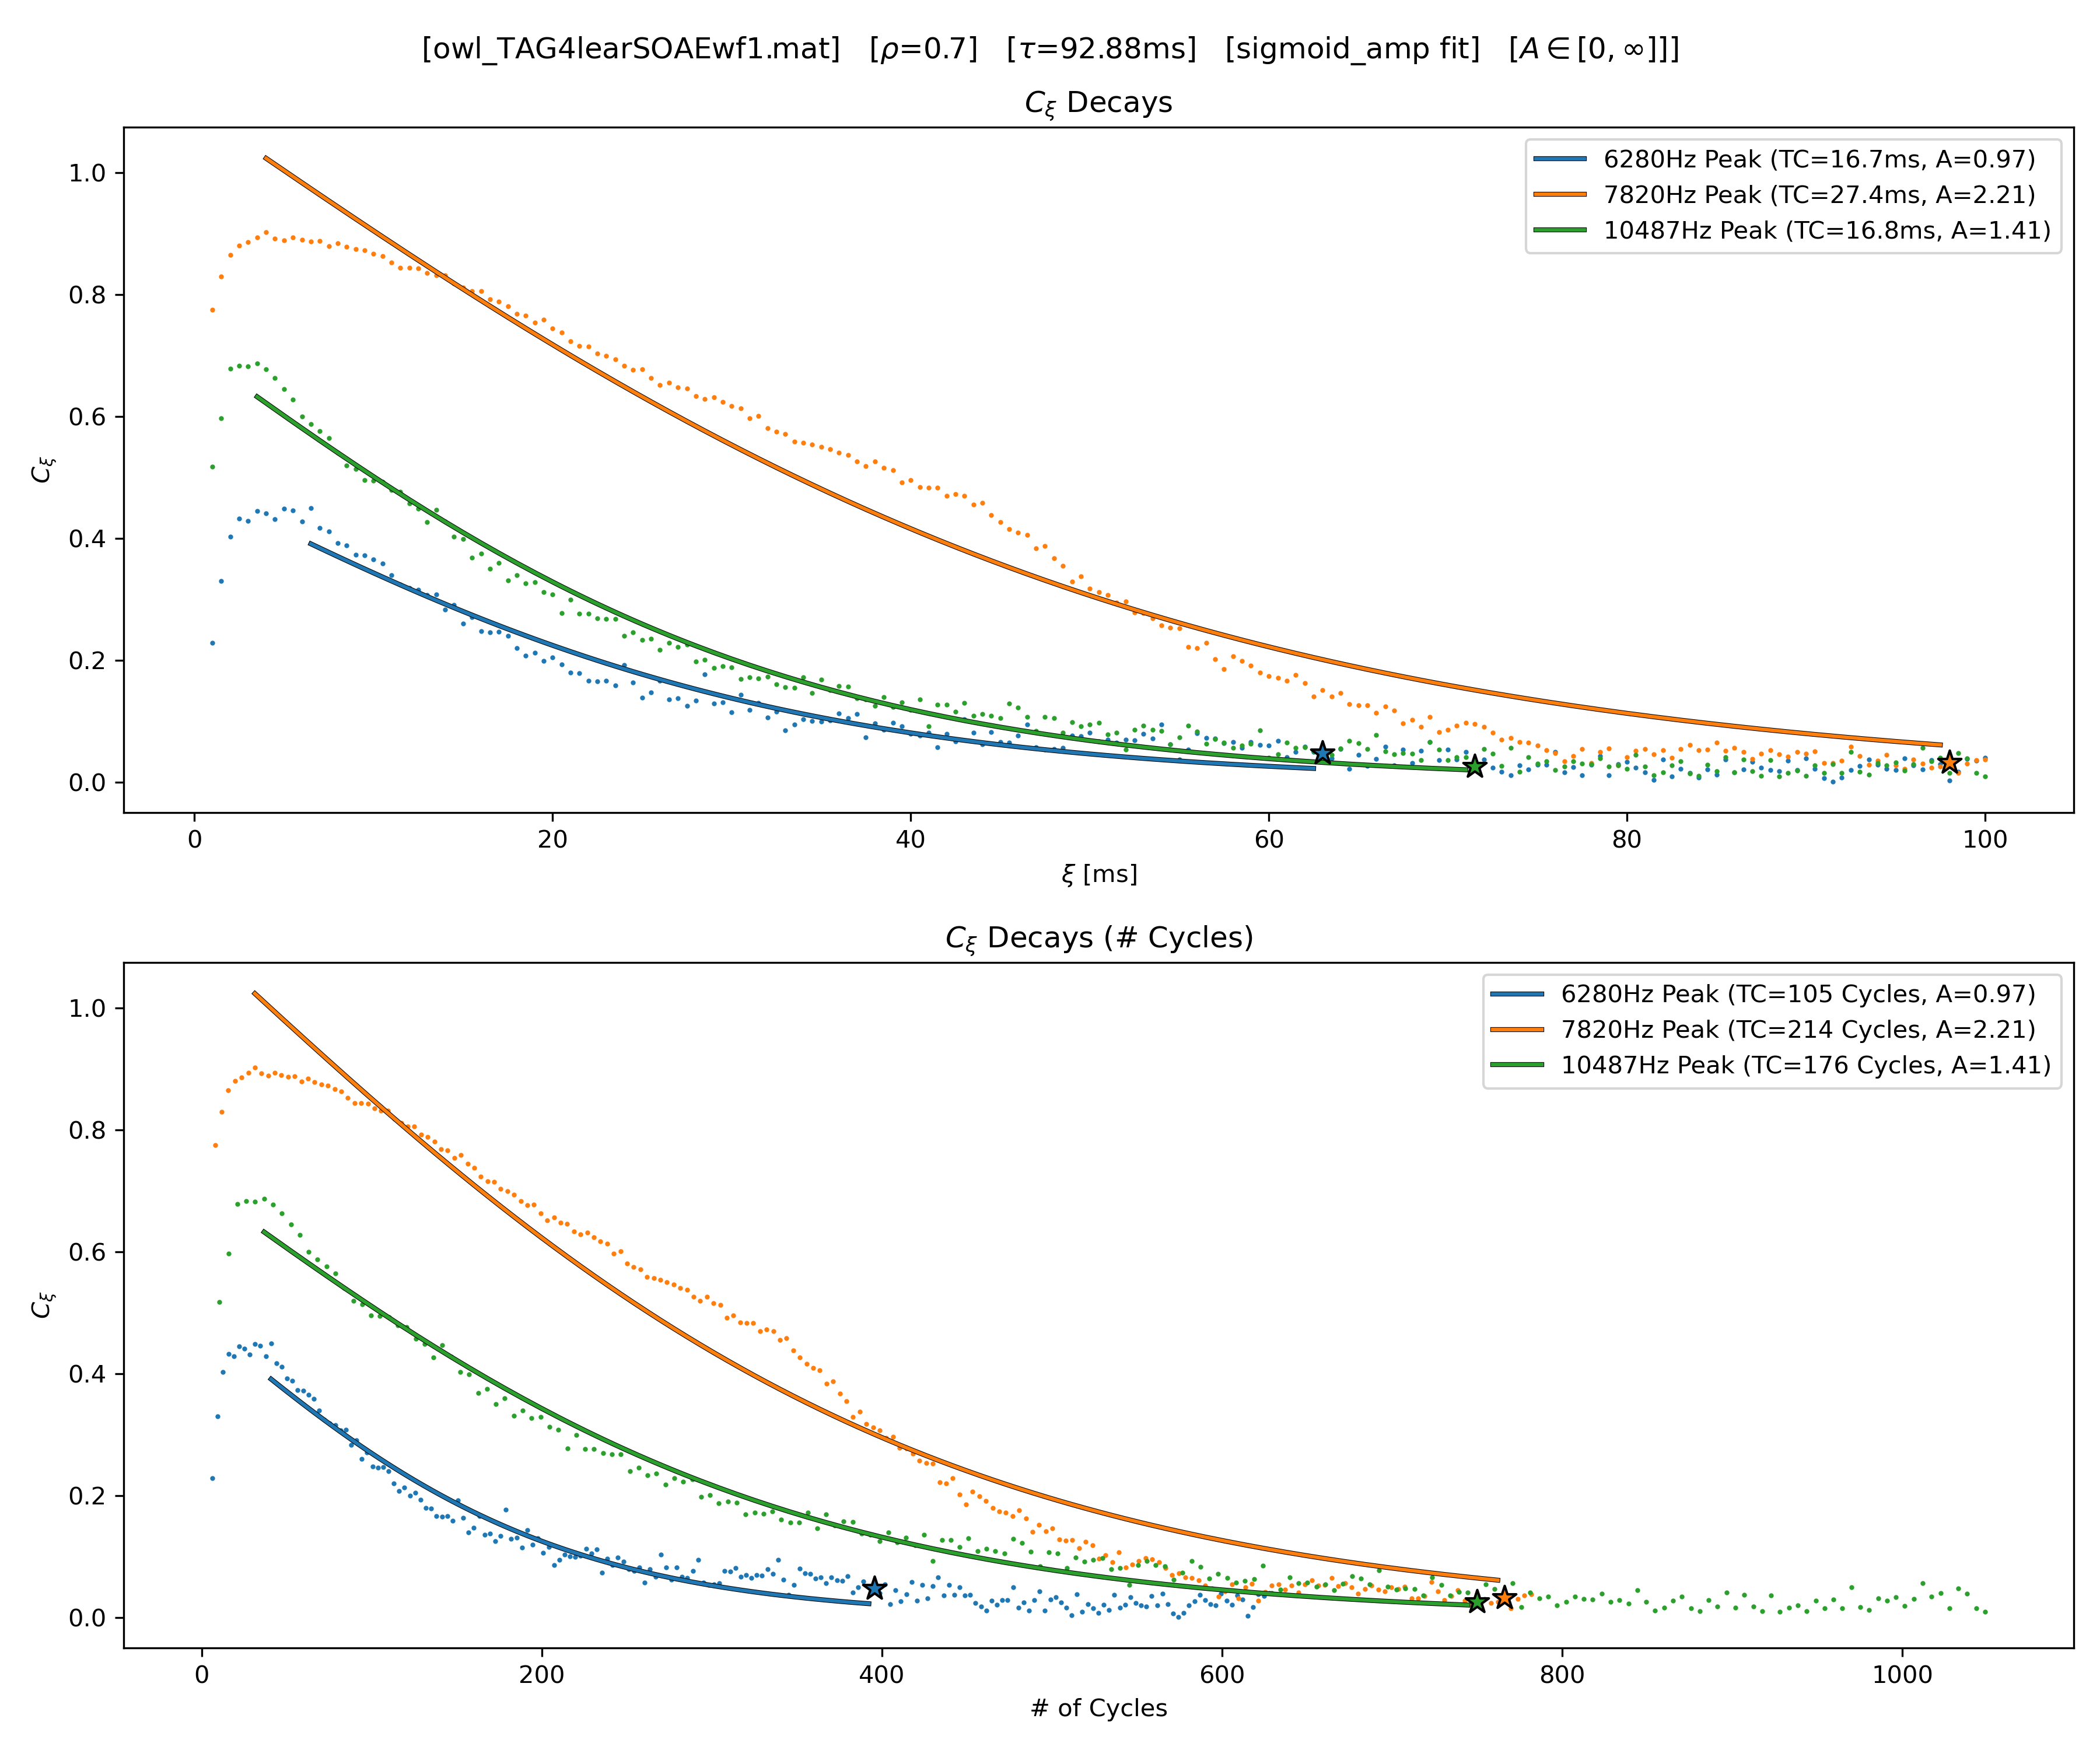 [owl_TAG4learSOAEwf1.mat] [ρ=0.7] [τ=92.88ms] [sigmoid_amp fit] [A ∈ [0, ∞]]]
C_ξ Decays
1.0
0.8
0.6
0.4
0.2
0.0
C_ξ
6280Hz Peak (TC=16.7ms, A=0.97)
7820Hz Peak (TC=27.4ms, A=2.21)
10487Hz Peak (TC=16.8ms, A=1.41)
0 20 40 60 80 100
ξ [ms]
C_ξ Decays (# Cycles)
1.0
0.8
0.6
0.4
0.2
0.0
C_ξ
6280Hz Peak (TC=105 Cycles, A=0.97)
7820Hz Peak (TC=214 Cycles, A=2.21)
10487Hz Peak (TC=176 Cycles, A=1.41)
0 200 400 600 800 1000
# of Cycles